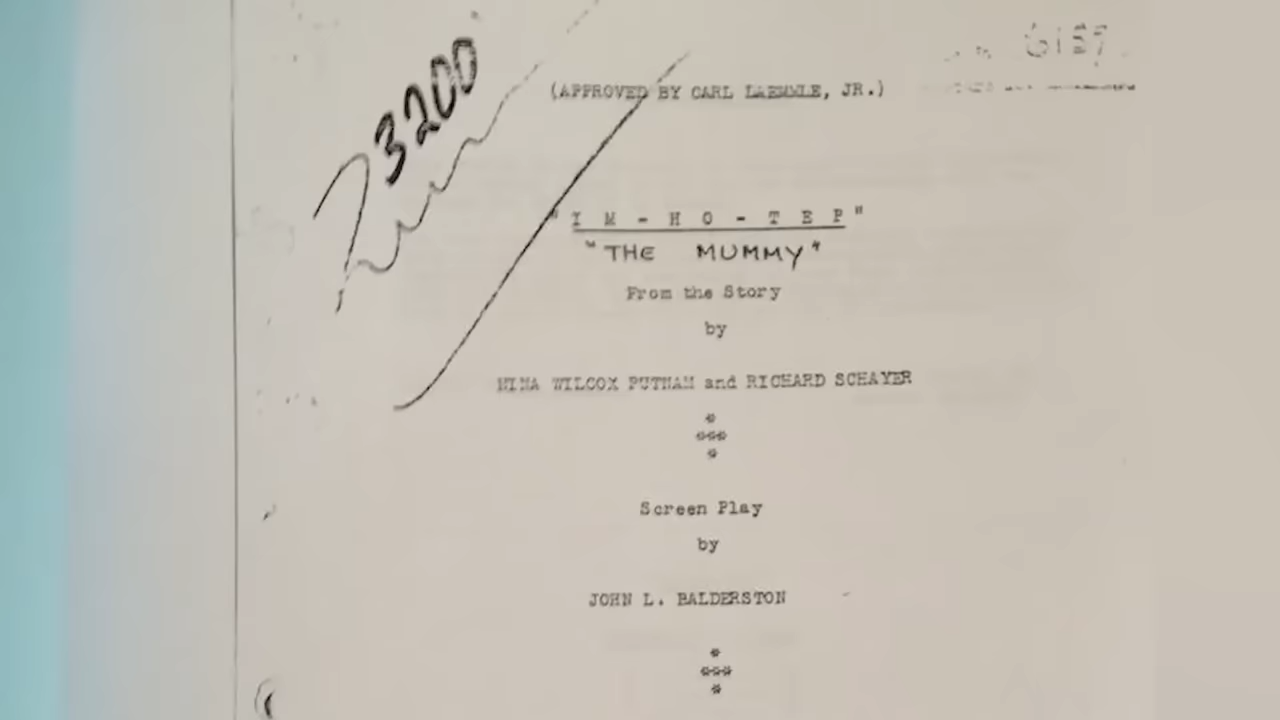 3200
6157
(APPROVED BY CARL LAEMMLE, JR.)
"I M - H O - T E P"
"THE MUMMY"
From the Story
by
NINA WILCOX PUTNAM and RICHARD SCHAYER
*
***
*
Screen Play
by
JOHN L. BALDERSTON
*
***
*